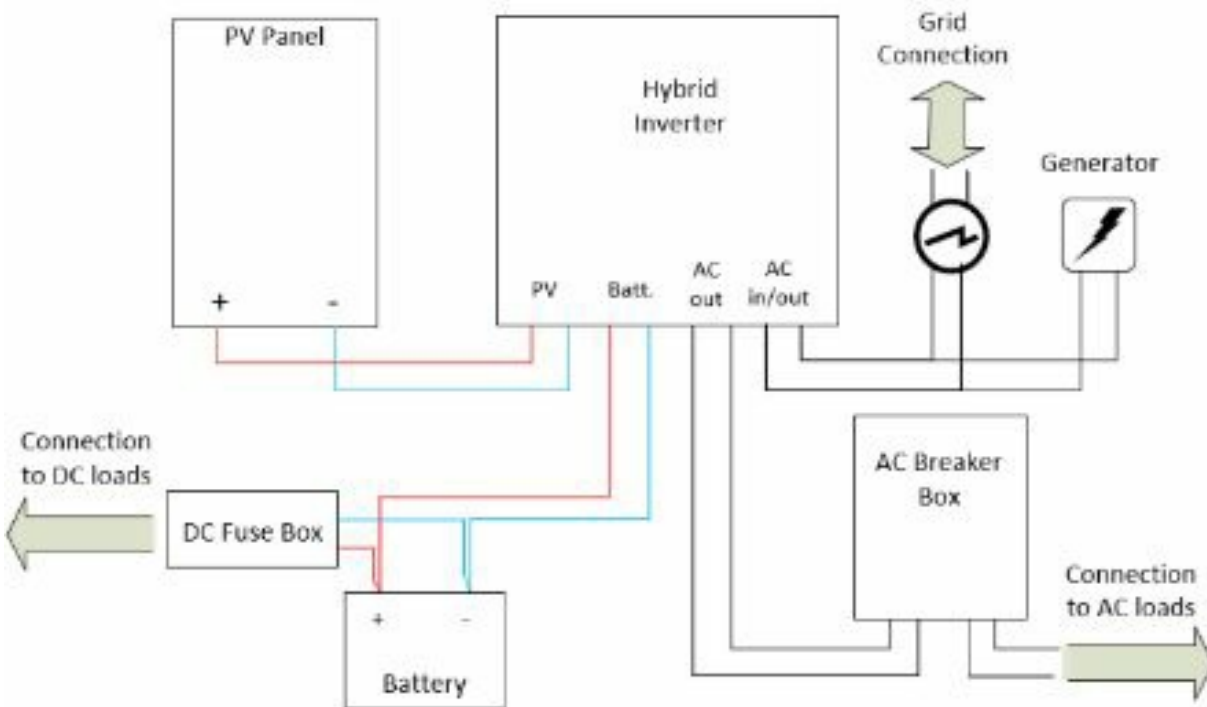 PV Panel
+ -
Hybrid
Inverter
PV Batt. AC
out AC
in/out
Grid
Connection
Generator
Connection
to DC loads
DC Fuse Box
+ -
Battery
AC Breaker
Box
Connection
to AC loads